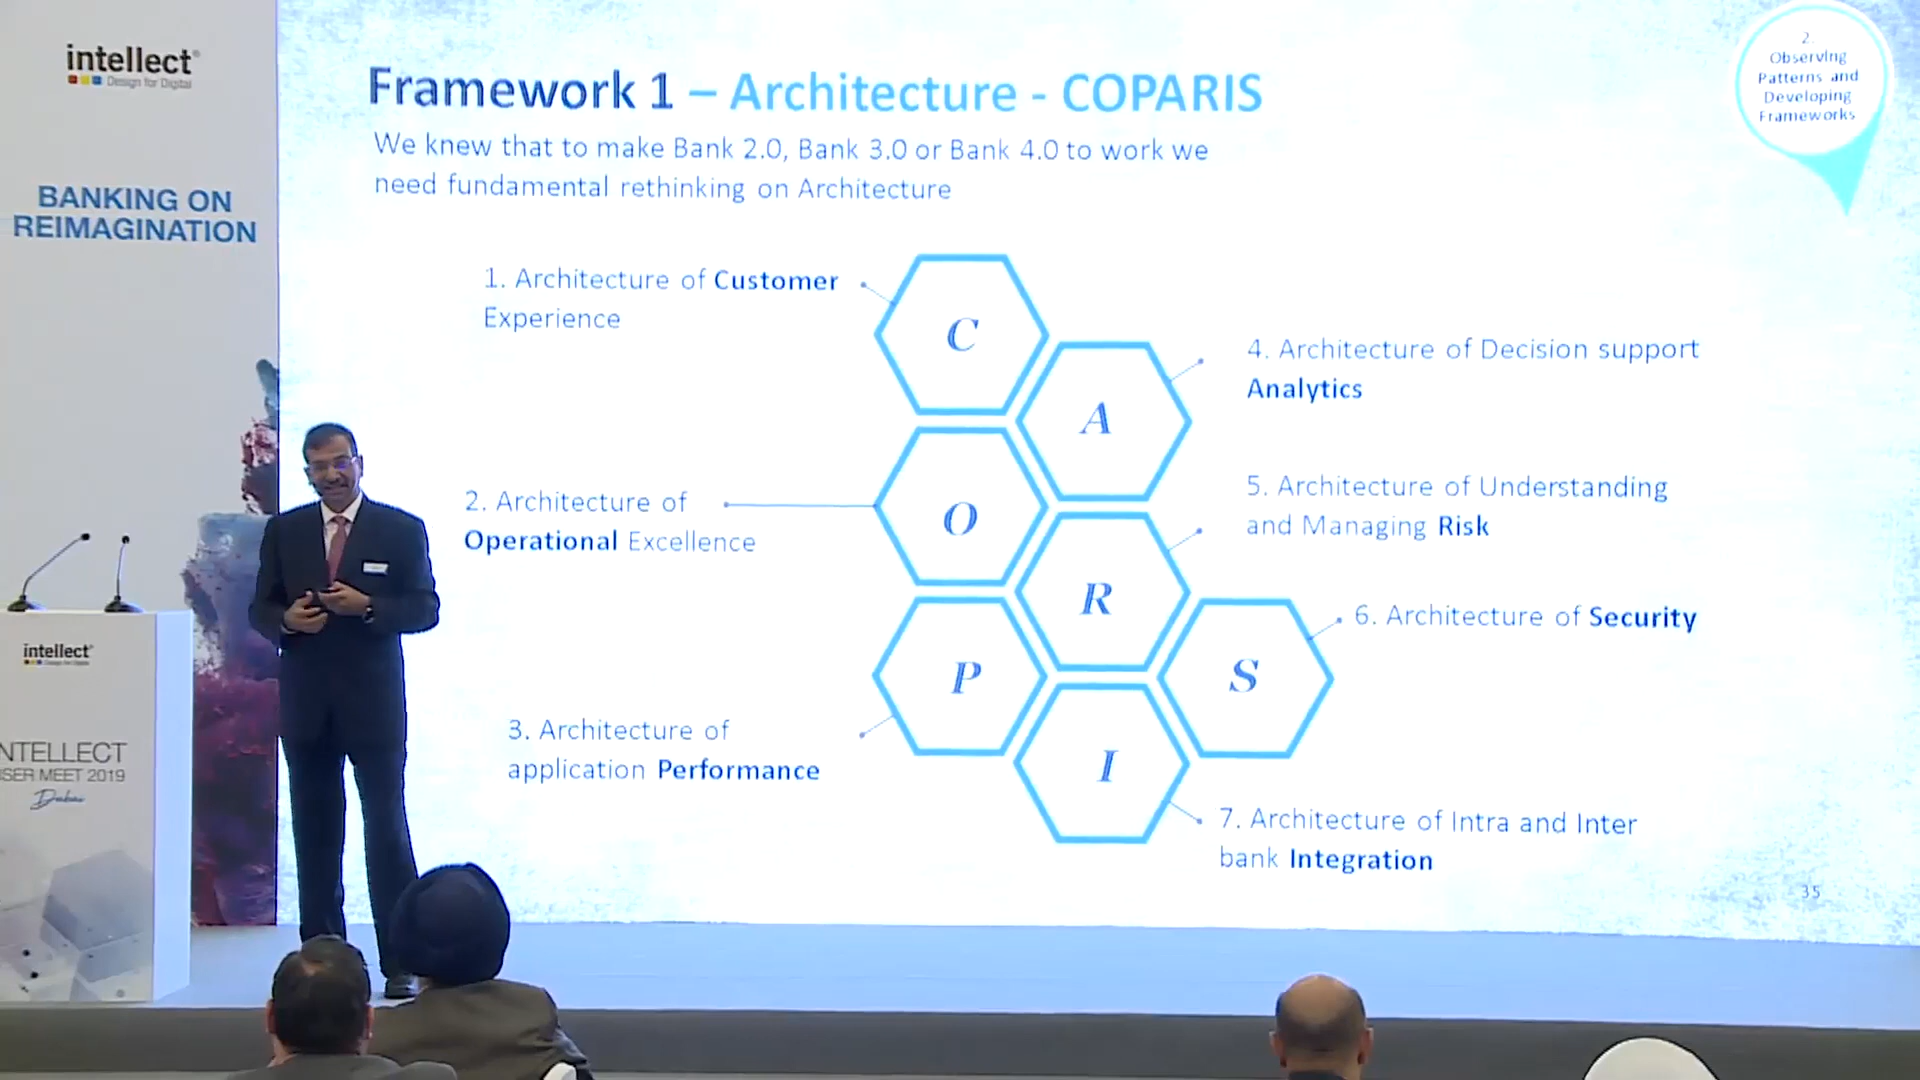 intellect®
Design for Digital
BANKING ON
REIMAGINATION
Framework 1 – Architecture - COPARIS
We knew that to make Bank 2.0, Bank 3.0 or Bank 4.0 to work we
need fundamental rethinking on Architecture
2.
Observing
Patterns and
Developing
Frameworks
1. Architecture of Customer
Experience
2. Architecture of
Operational Excellence
3. Architecture of
application Performance
C
O
P
A
R
I
S
4. Architecture of Decision support
Analytics
5. Architecture of Understanding
and Managing Risk
6. Architecture of Security
7. Architecture of Intra and Inter
bank Integration
35
intellect®
Design for Digital
NTELLECT
SER MEET 2019
Dubai